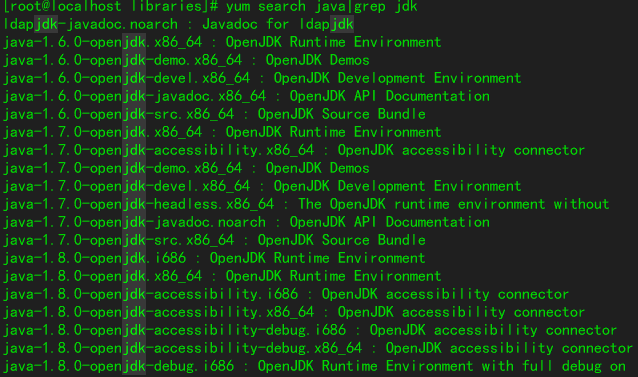 [root@localhost libraries]# yum search java|grep jdk
ldapjdk-javadoc.noarch : Javadoc for ldapjdk
java-1.6.0-openjdk.x86_64 : OpenJDK Runtime Environment
java-1.6.0-openjdk-demo.x86_64 : OpenJDK Demos
java-1.6.0-openjdk-devel.x86_64 : OpenJDK Development Environment
java-1.6.0-openjdk-javadoc.x86_64 : OpenJDK API Documentation
java-1.6.0-openjdk-src.x86_64 : OpenJDK Source Bundle
java-1.7.0-openjdk.x86_64 : OpenJDK Runtime Environment
java-1.7.0-openjdk-accessibility.x86_64 : OpenJDK accessibility connector
java-1.7.0-openjdk-demo.x86_64 : OpenJDK Demos
java-1.7.0-openjdk-devel.x86_64 : OpenJDK Development Environment
java-1.7.0-openjdk-headless.x86_64 : The OpenJDK runtime environment without
java-1.7.0-openjdk-javadoc.noarch : OpenJDK API Documentation
java-1.7.0-openjdk-src.x86_64 : OpenJDK Source Bundle
java-1.8.0-openjdk.i686 : OpenJDK Runtime Environment
java-1.8.0-openjdk.x86_64 : OpenJDK Runtime Environment
java-1.8.0-openjdk-accessibility.i686 : OpenJDK accessibility connector
java-1.8.0-openjdk-accessibility.x86_64 : OpenJDK accessibility connector
java-1.8.0-openjdk-accessibility-debug.i686 : OpenJDK accessibility connector
java-1.8.0-openjdk-accessibility-debug.x86_64 : OpenJDK accessibility connector
java-1.8.0-openjdk-debug.i686 : OpenJDK Runtime Environment with full debug on